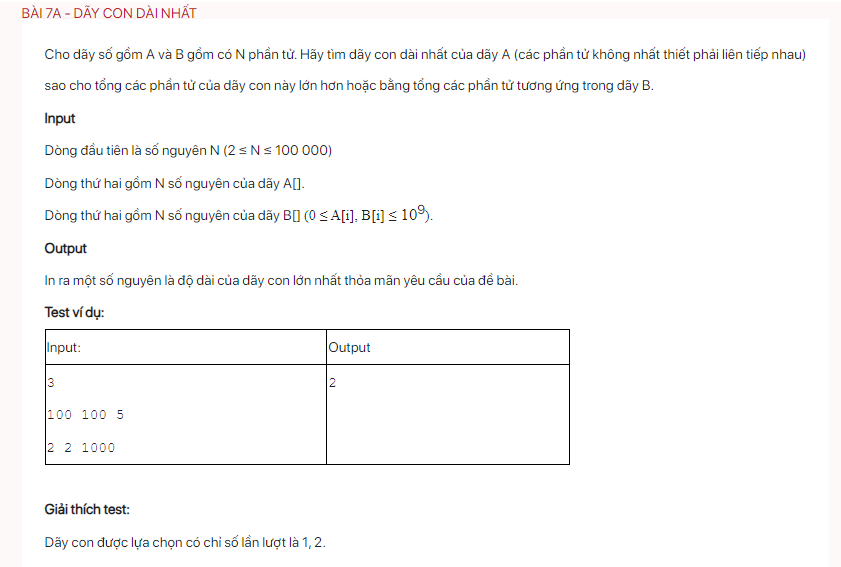 BÀI 7A - DÃY CON DÀI NHẤT
Cho dãy số gồm A và B gồm có N phần tử. Hãy tìm dãy con dài nhất của dãy A (các phần tử không nhất thiết phải liên tiếp nhau)
sao cho tổng các phần tử của dãy con này lớn hơn hoặc bằng tổng các phần tử tương ứng trong dãy B.
Input
Dòng đầu tiên là số nguyên N (2 ≤ N ≤ 100 000)
Dòng thứ hai gồm N số nguyên của dãy A[].
Dòng thứ hai gồm N số nguyên của dãy B[] (0 ≤ A[i], B[i] ≤ 10⁹).
Output
In ra một số nguyên là độ dài của dãy con lớn nhất thỏa mãn yêu cầu của đề bài.
Test ví dụ:
Input: Output
3 2
100 100 5
2 2 1000
Giải thích test:
Dãy con được lựa chọn có chỉ số lần lượt là 1, 2.